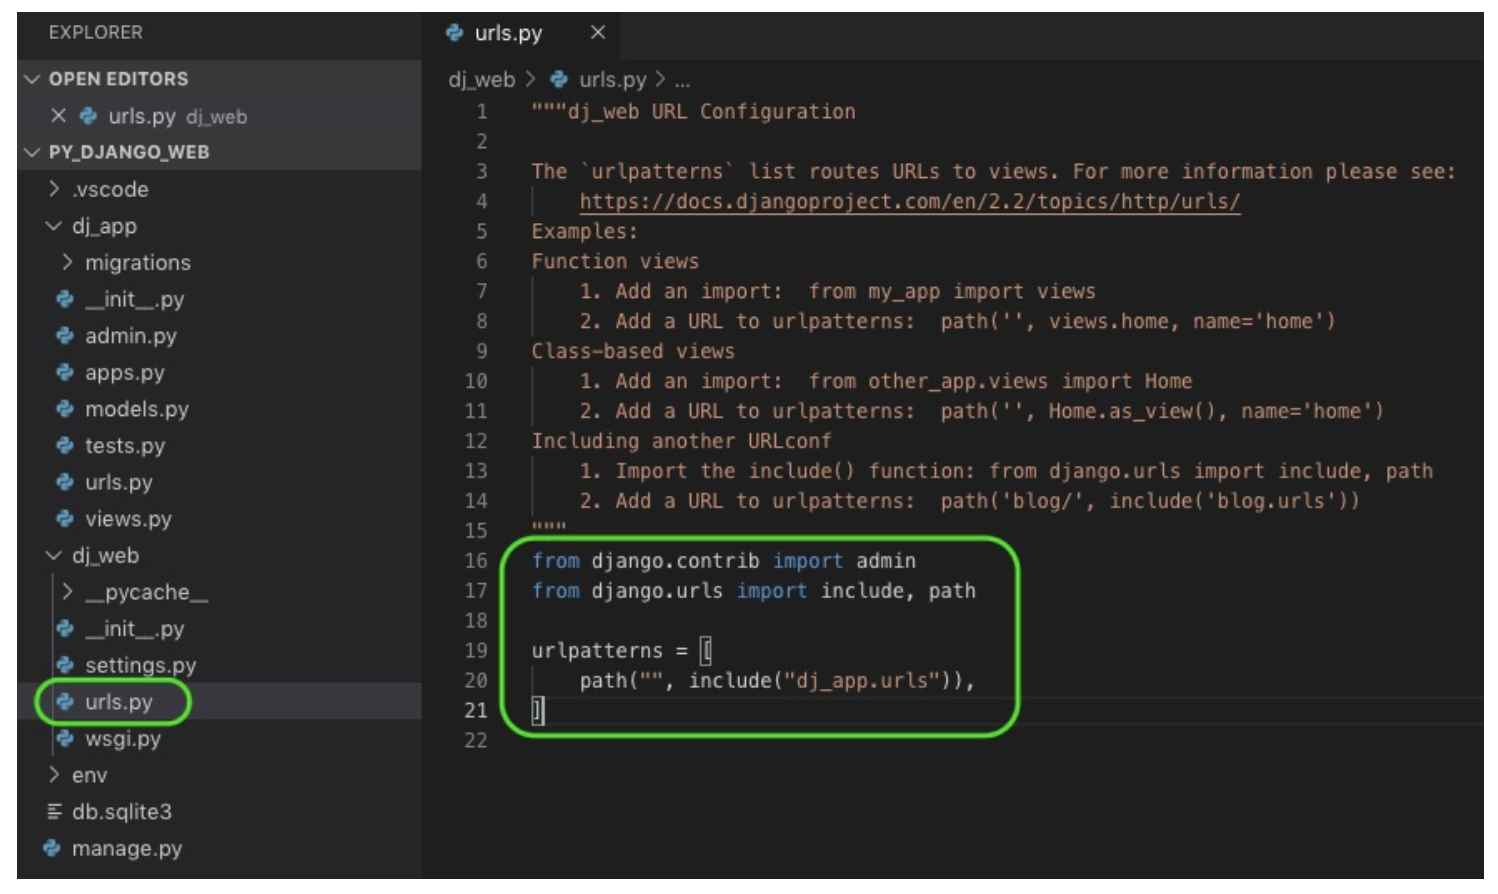 EXPLORER
OPEN EDITORS
urls.py dj_web
PY_DJANGO_WEB
.vscode
dj_app
migrations
__init__.py
admin.py
apps.py
models.py
tests.py
urls.py
views.py
dj_web
__pycache__
__init__.py
settings.py
urls.py
wsgi.py
env
db.sqlite3
manage.py
urls.py
dj_web > urls.py > ...
1 """dj_web URL Configuration
2
3 The `urlpatterns` list routes URLs to views. For more information please see:
4 https://docs.djangoproject.com/en/2.2/topics/http/urls/
5 Examples:
6 Function views
7 1. Add an import:  from my_app import views
8 2. Add a URL to urlpatterns:  path('', views.home, name='home')
9 Class-based views
10 1. Add an import:  from other_app.views import Home
11 2. Add a URL to urlpatterns:  path('', Home.as_view(), name='home')
12 Including another URLconf
13 1. Import the include() function: from django.urls import include, path
14 2. Add a URL to urlpatterns:  path('blog/', include('blog.urls'))
15 """
16 from django.contrib import admin
17 from django.urls import include, path
18
19 urlpatterns = [
20 path("", include("dj_app.urls")),
21 ]
22